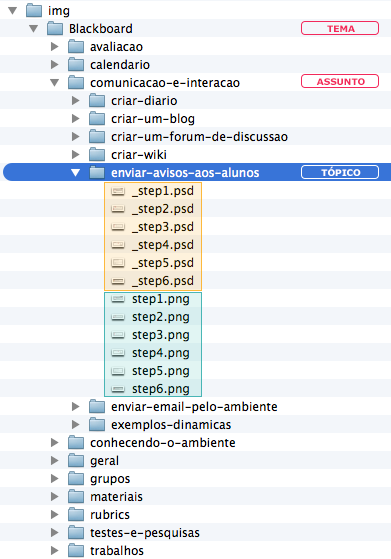 img
Blackboard TEMA
avaliacao
calendario
comunicacao-e-interacao ASSUNTO
criar-diario
criar-um-blog
criar-um-forum-de-discussao
criar-wiki
enviar-avisos-aos-alunos TÓPICO
_step1.psd
_step2.psd
_step3.psd
_step4.psd
_step5.psd
_step6.psd
step1.png
step2.png
step3.png
step4.png
step5.png
step6.png
enviar-email-pelo-ambiente
exemplos-dinamicas
conhecendo-o-ambiente
geral
grupos
materiais
rubrics
testes-e-pesquisas
trabalhos